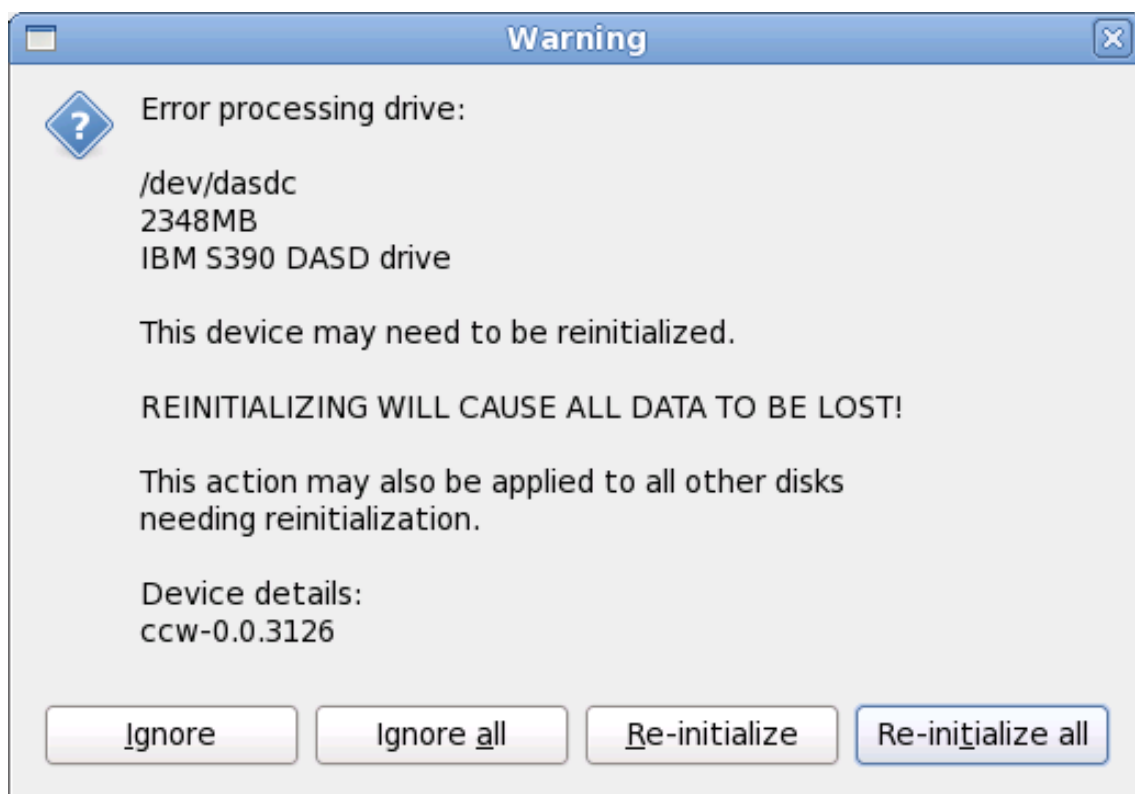 Warning
Error processing drive:
/dev/dasdc
2348MB
IBM S390 DASD drive
This device may need to be reinitialized.
REINITIALIZING WILL CAUSE ALL DATA TO BE LOST!
This action may also be applied to all other disks
needing reinitialization.
Device details:
ccw-0.0.3126
Ignore
Ignore all
Re-initialize
Re-initialize all